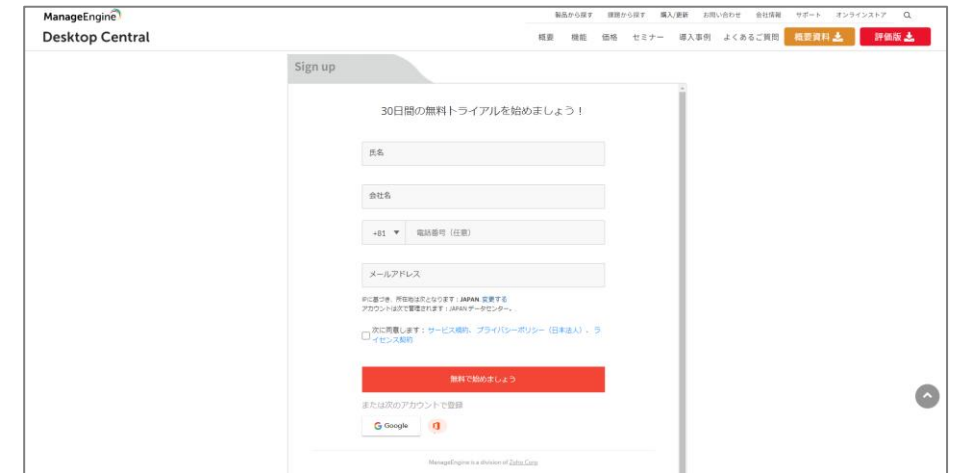 ManageEngine
製品から探す 課題から探す 購入/更新 お問い合わせ 会社情報 サポート オンラインストア
Desktop Central
概要 機能 価格 セミナー 導入事例 よくあるご質問 概要資料 評価版
Sign up
30日間の無料トライアルを始めましょう！
氏名
会社名
+81 ▼ 電話番号（任意）
メールアドレス
IPに基づき、所在地は次となります：JAPAN 変更する
アカウントは次で管理されます：JAPANデータセンター。
次に同意します：サービス規約、プライバシーポリシー（日本法人）、ラ
イセンス契約
無料で始めましょう
または次のアカウントで登録
Google
ManageEngine is a division of Zoho Corp